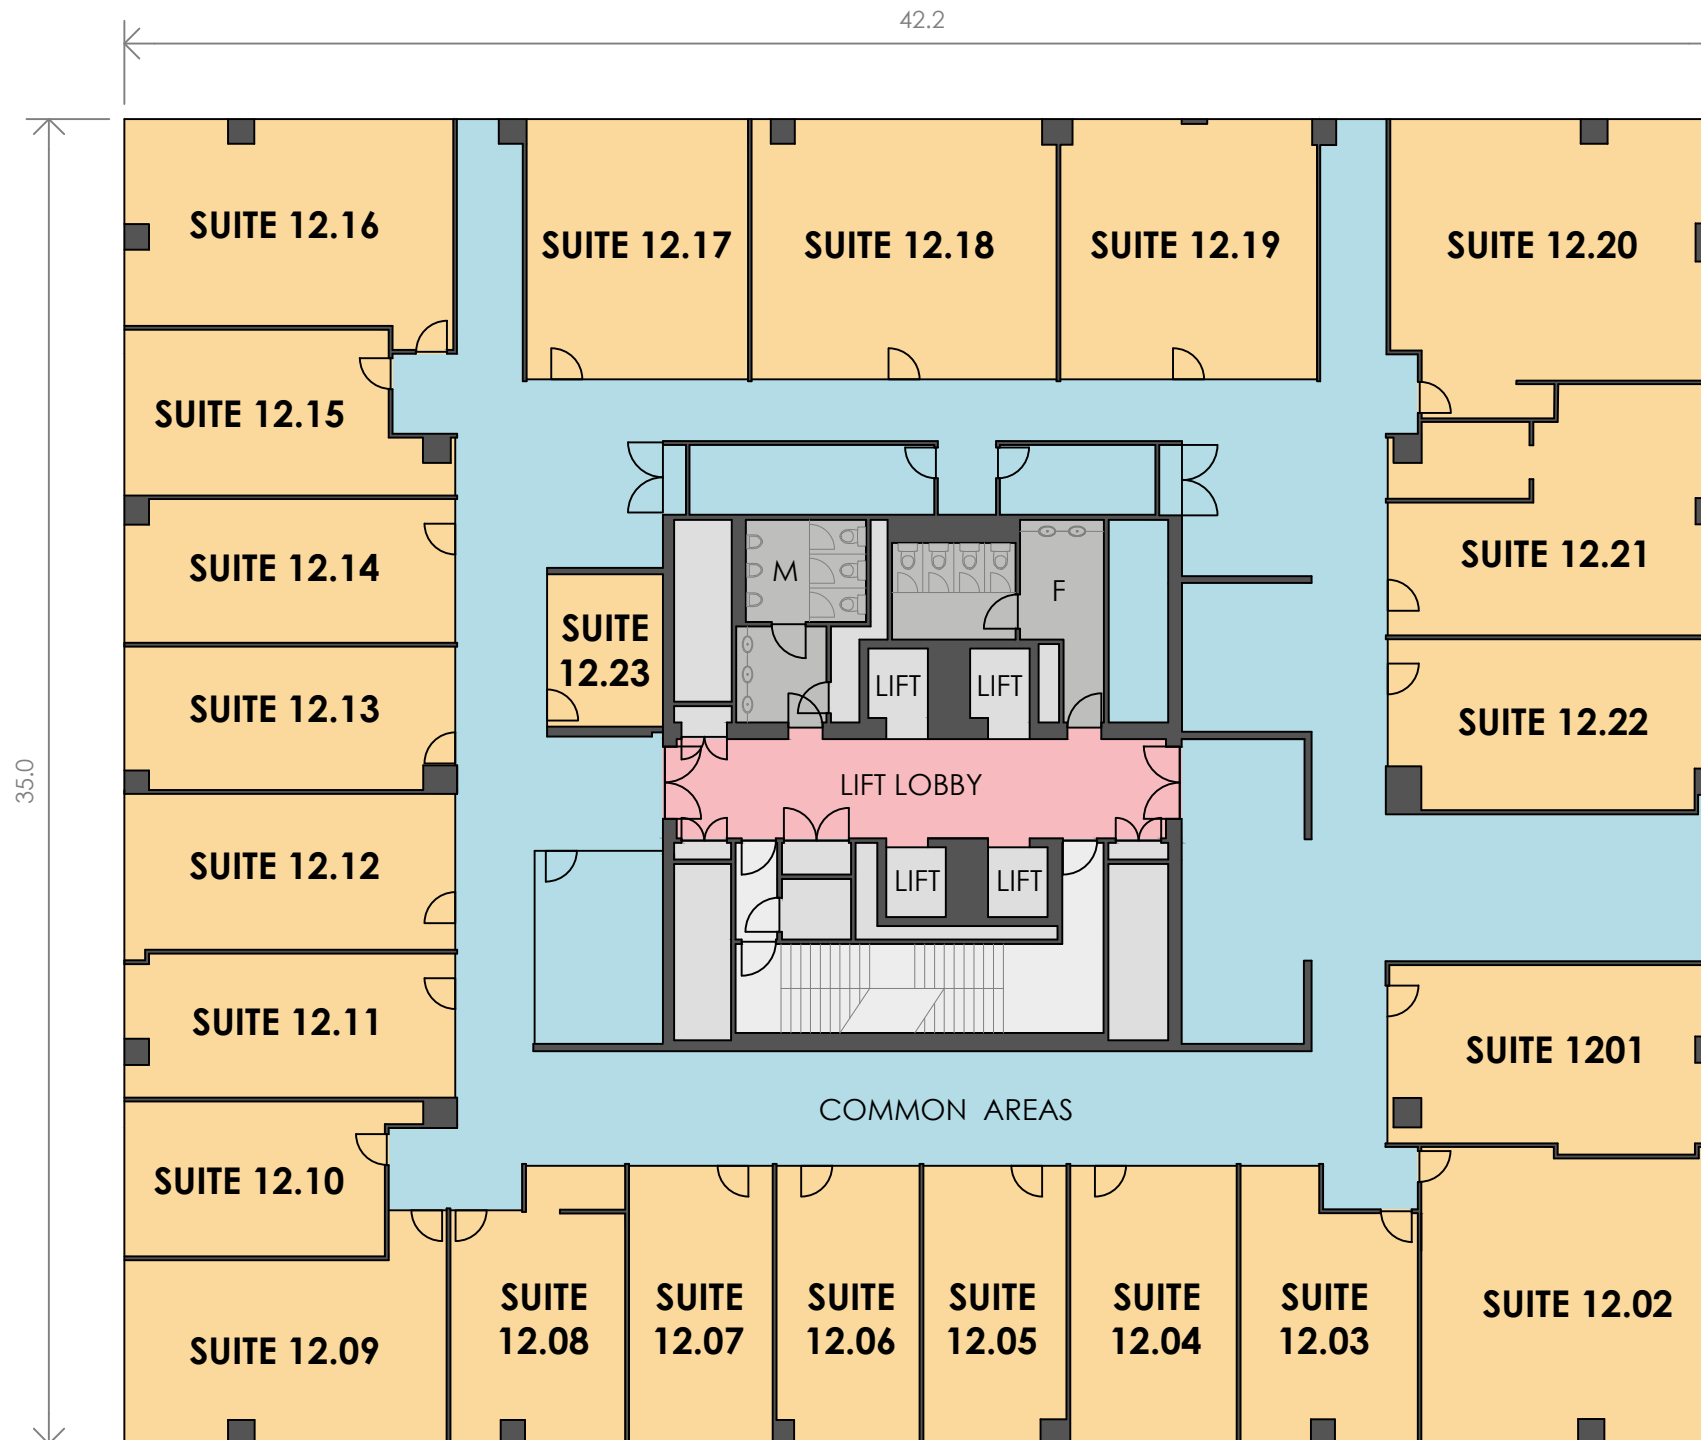 42.2
SUITE 12.16
SUITE 12.17
SUITE 12.18
SUITE 12.19
SUITE 12.20
SUITE 12.15
SUITE 12.14
M
F
SUITE 12.21
SUITE
12.23
LIFT
LIFT
SUITE 12.13
SUITE 12.22
35.0
LIFT LOBBY
SUITE 12.12
LIFT
LIFT
SUITE 12.11
SUITE 1201
COMMON AREAS
SUITE 12.10
SUITE 12.09
SUITE
12.08
SUITE
12.07
SUITE
12.06
SUITE
12.05
SUITE
12.04
SUITE
12.03
SUITE 12.02